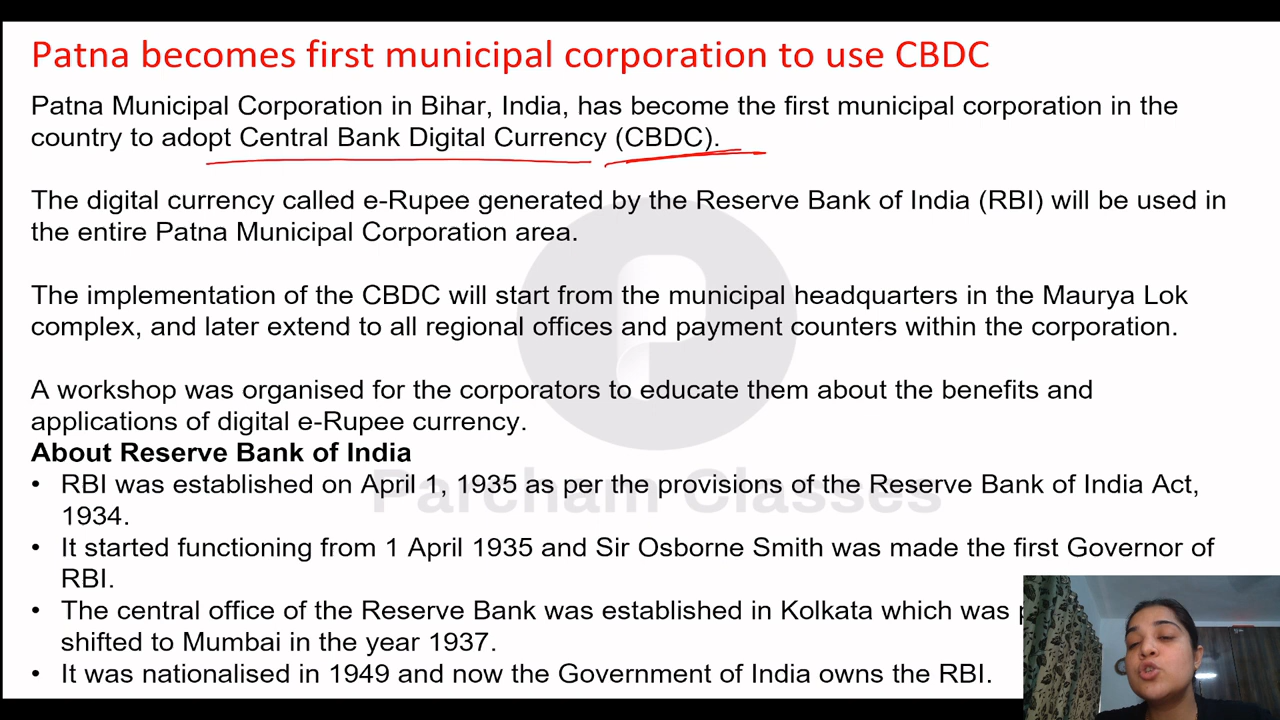 Patna becomes first municipal corporation to use CBDC
Patna Municipal Corporation in Bihar, India, has become the first municipal corporation in the
country to adopt Central Bank Digital Currency (CBDC).
The digital currency called e-Rupee generated by the Reserve Bank of India (RBI) will be used in
the entire Patna Municipal Corporation area.
The implementation of the CBDC will start from the municipal headquarters in the Maurya Lok
complex, and later extend to all regional offices and payment counters within the corporation.
A workshop was organised for the corporators to educate them about the benefits and
applications of digital e-Rupee currency.
About Reserve Bank of India
• RBI was established on April 1, 1935 as per the provisions of the Reserve Bank of India Act,
1934.
• It started functioning from 1 April 1935 and Sir Osborne Smith was made the first Governor of
RBI.
• The central office of the Reserve Bank was established in Kolkata which was
shifted to Mumbai in the year 1937.
• It was nationalised in 1949 and now the Government of India owns the RBI.
Parcham Classes